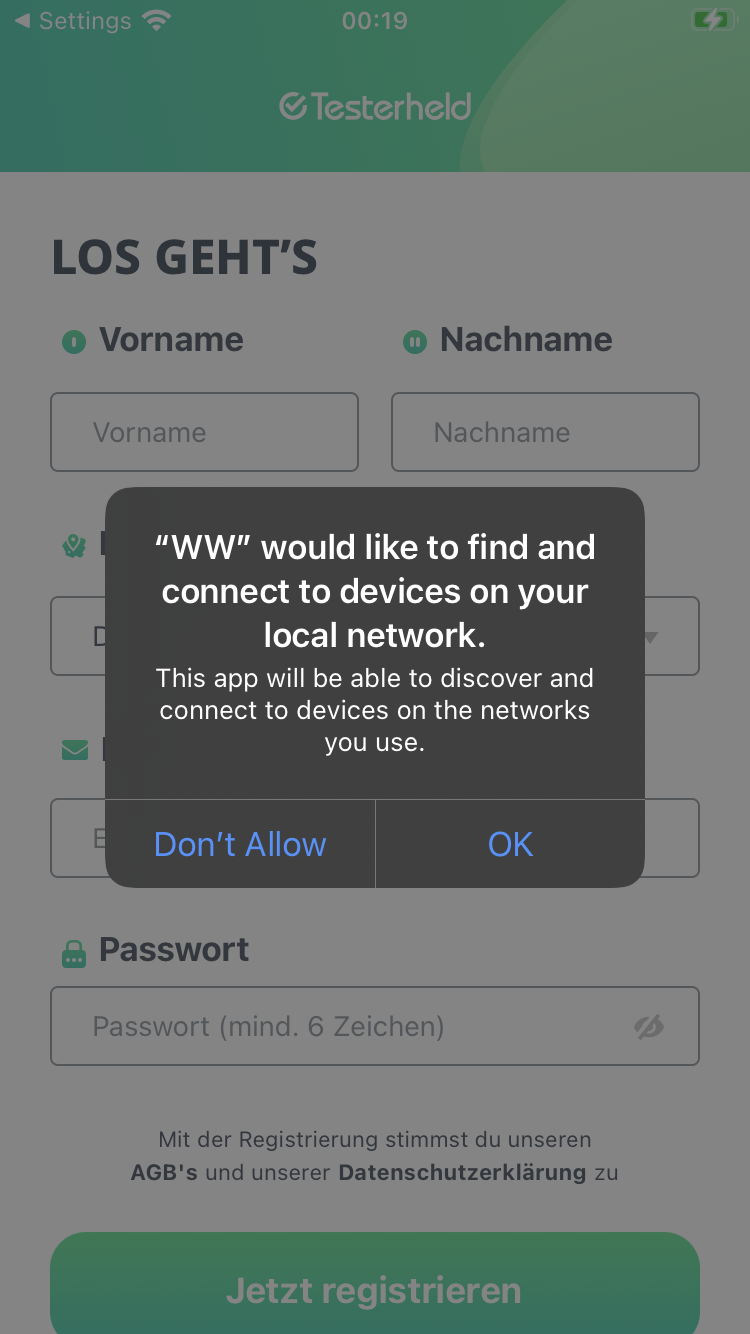 Settings 00:19
Testerheld
LOS GEHT’S
Vorname Nachname
Vorname Nachname
“WW” would like to find and
connect to devices on your
local network.
This app will be able to discover and
connect to devices on the networks
you use.
Don’t Allow OK
Passwort
Passwort (mind. 6 Zeichen)
Mit der Registrierung stimmst du unseren
AGB's und unserer Datenschutzerklärung zu
Jetzt registrieren